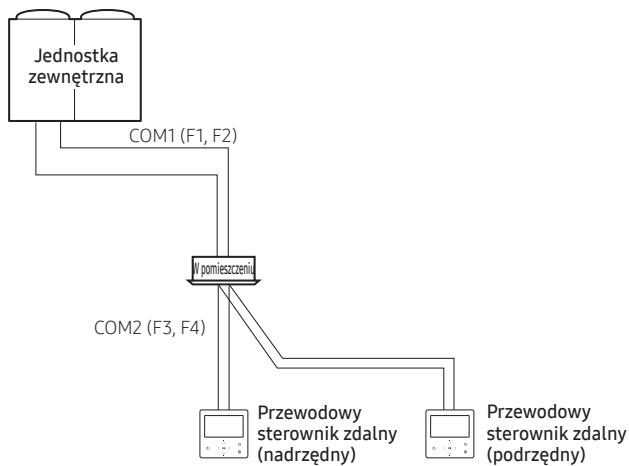 Jednostka
zewnętrzna
COM1 (F1, F2)
W pomieszczeniu
COM2 (F3, F4)
Przewodowy
sterownik zdalny
(nadrzędny)
Przewodowy
sterownik zdalny
(podrzędny)